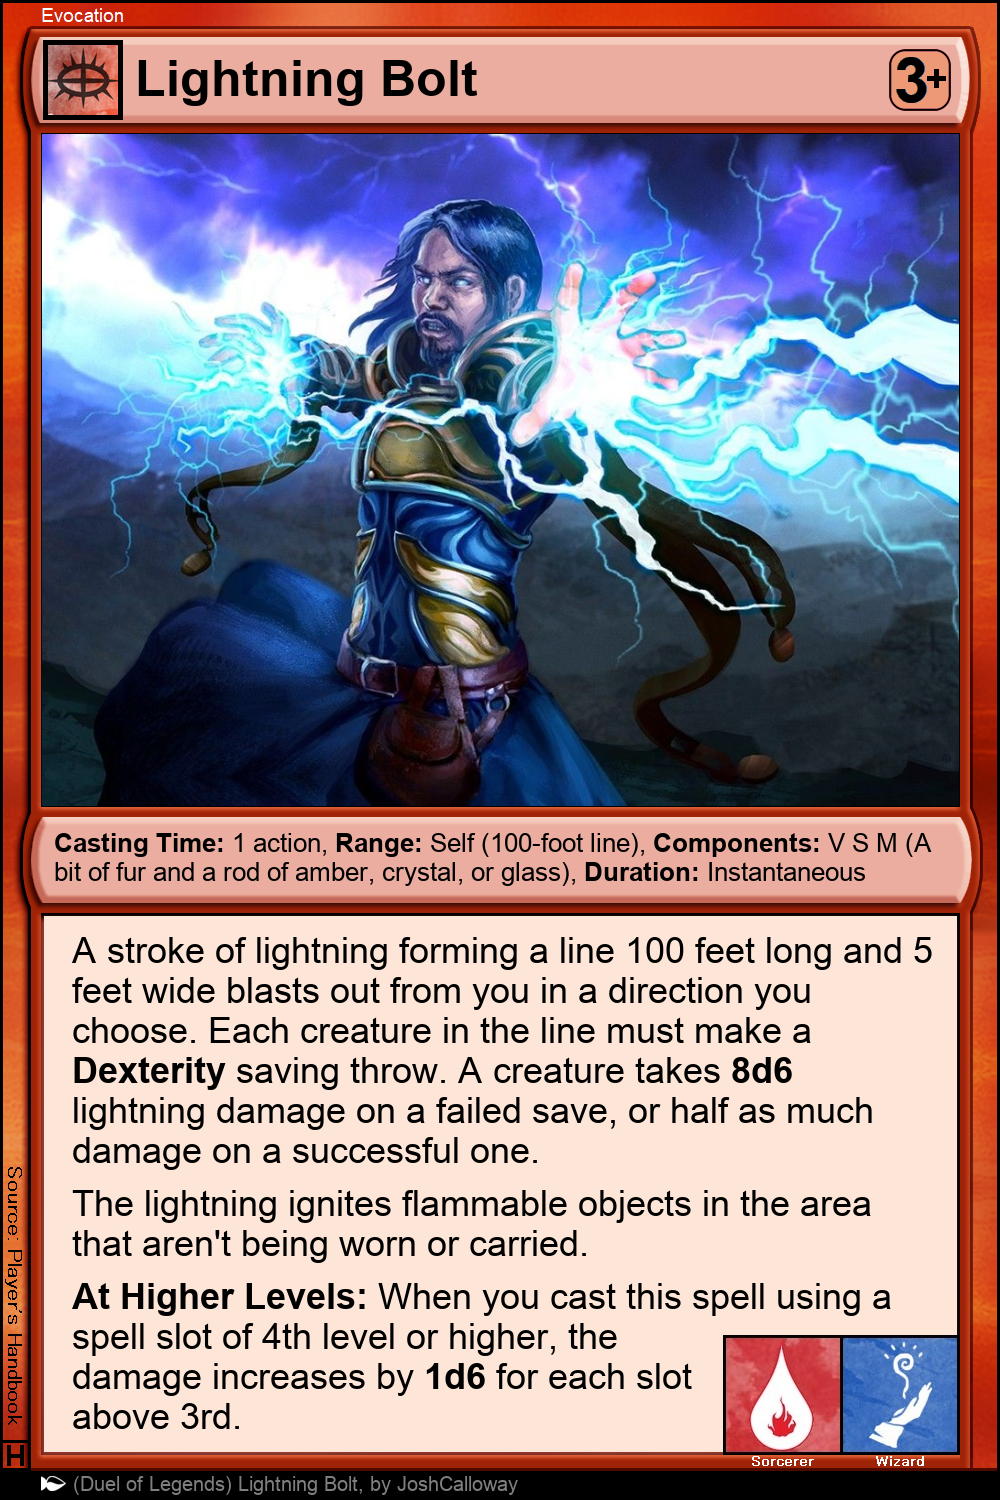 Evocation
Lightning Bolt
3+
Casting Time: 1 action, Range: Self (100-foot line), Components: V S M (A
bit of fur and a rod of amber, crystal, or glass), Duration: Instantaneous
A stroke of lightning forming a line 100 feet long and 5
feet wide blasts out from you in a direction you
choose. Each creature in the line must make a
Dexterity saving throw. A creature takes 8d6
lightning damage on a failed save, or half as much
damage on a successful one.
The lightning ignites flammable objects in the area
that aren't being worn or carried.
At Higher Levels: When you cast this spell using a
spell slot of 4th level or higher, the
damage increases by 1d6 for each slot
above 3rd.
Sorcerer
Wizard
Source: Player's Handbook
H
(Duel of Legends) Lightning Bolt, by JoshCalloway